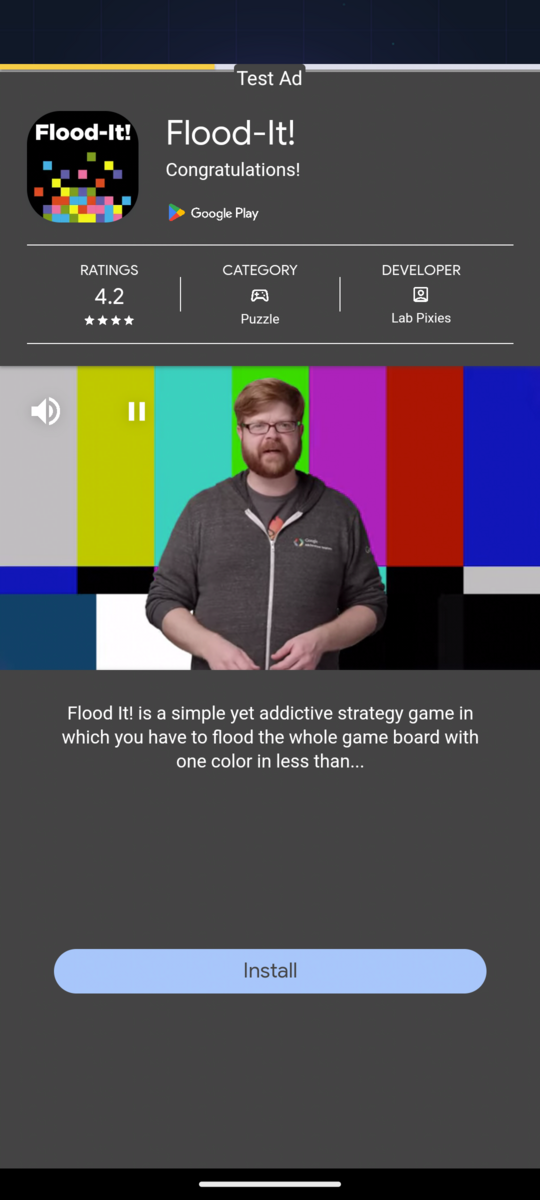 Test Ad
Flood-It!
Flood-It!
Congratulations!
Google Play
RATINGS
CATEGORY
DEVELOPER
4.2
Puzzle
Lab Pixies
Google
Flood It! is a simple yet addictive strategy game in
which you have to flood the whole game board with
one color in less than...
Install